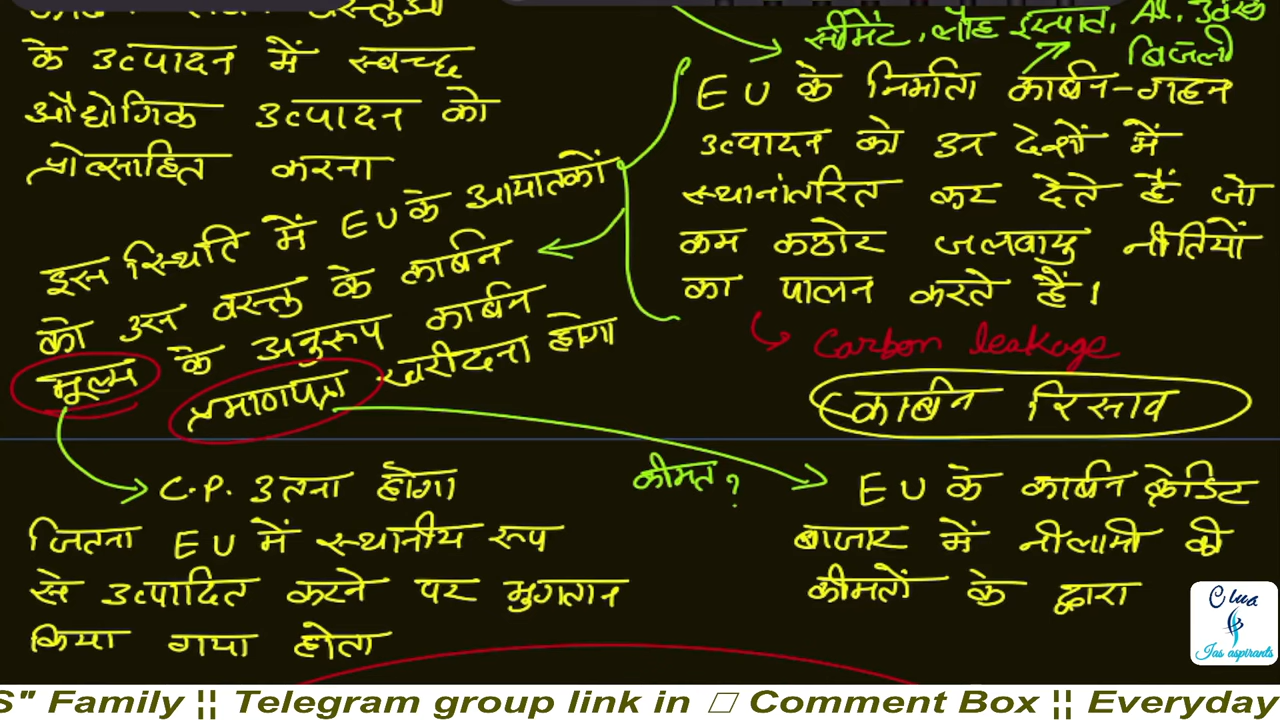 के उत्पादन में स्वच्छ
औद्योगिक उत्पादन को
प्रोत्साहित करना
इस स्थिति में EU के आयातकों
को उस वस्तु के कार्बन
मूल्य के अनुरूप कार्बन
प्रमाणपत्र खरीदना होगा
C.P. उतना होगा
जितना EU में स्थानीय रूप
से उत्पादित करने पर भुगतान
किया गया होता
सीमेंट, लौह इस्पात, Al,
बिजली
EU के निर्माता कार्बन-गहन
उत्पादन को उन देशों में
स्थानांतरित कर देते हैं जो
कम कठोर जलवायु नीतियों
का पालन करते हैं।
Carbon leakage
कार्बन रिसाव
कीमत ?
EU के कार्बन क्रेडिट
बाजार में नीलामी की
कीमतों के द्वारा
Clue
Ias aspirants
S" Family ¦¦ Telegram group link in □ Comment Box ¦¦ Everyday